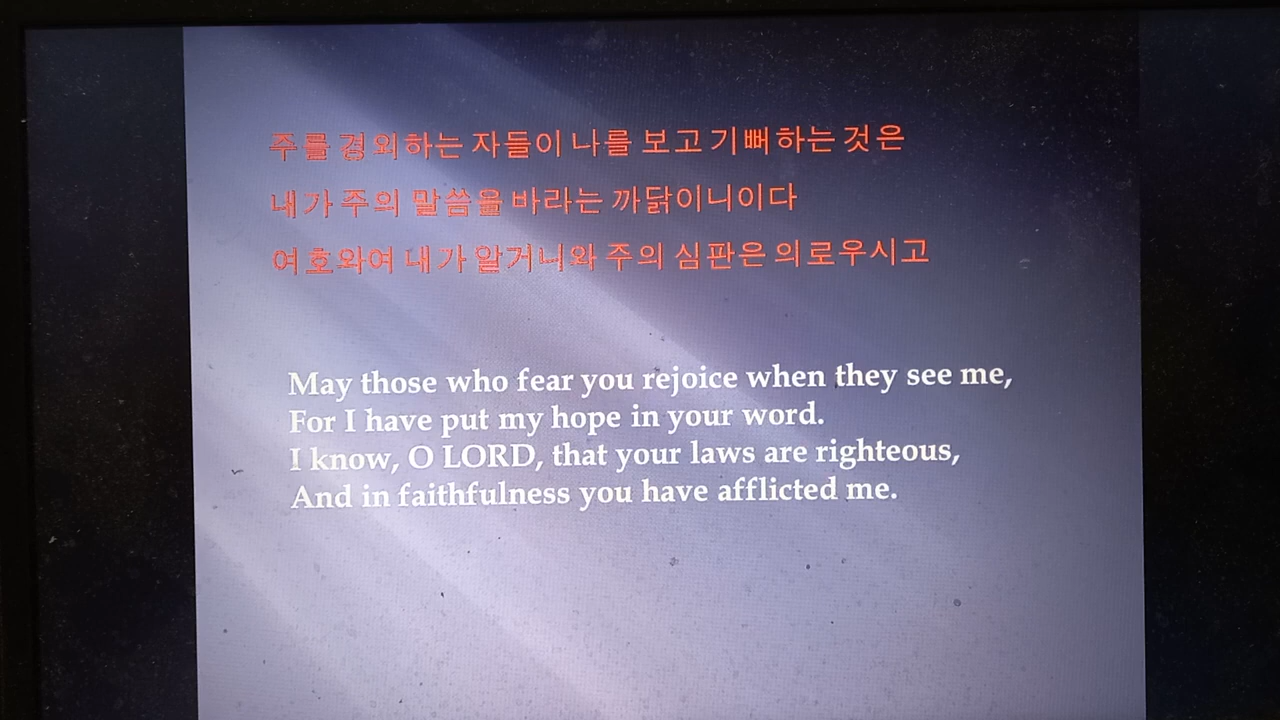 주를 경외하는 자들이 나를 보고 기뻐하는 것은
내가 주의 말씀을 바라는 까닭이니이다
여호와여 내가 알거니와 주의 심판은 의로우시고
May those who fear you rejoice when they see me,
For I have put my hope in your word.
I know, O LORD, that your laws are righteous,
And in faithfulness you have afflicted me.